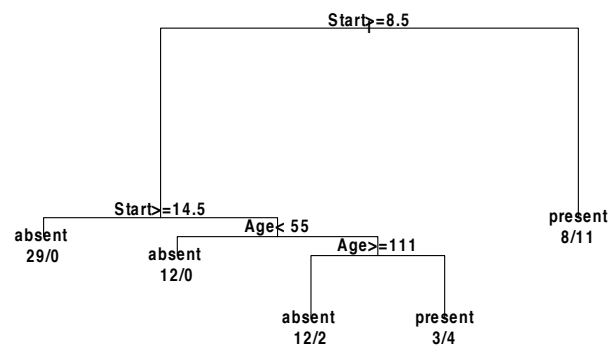 Start>=8.5
Start>=14.5
absent
29/0
Age< 55
absent
12/0
Age>=111
absent
12/2
present
3/4
present
8/11